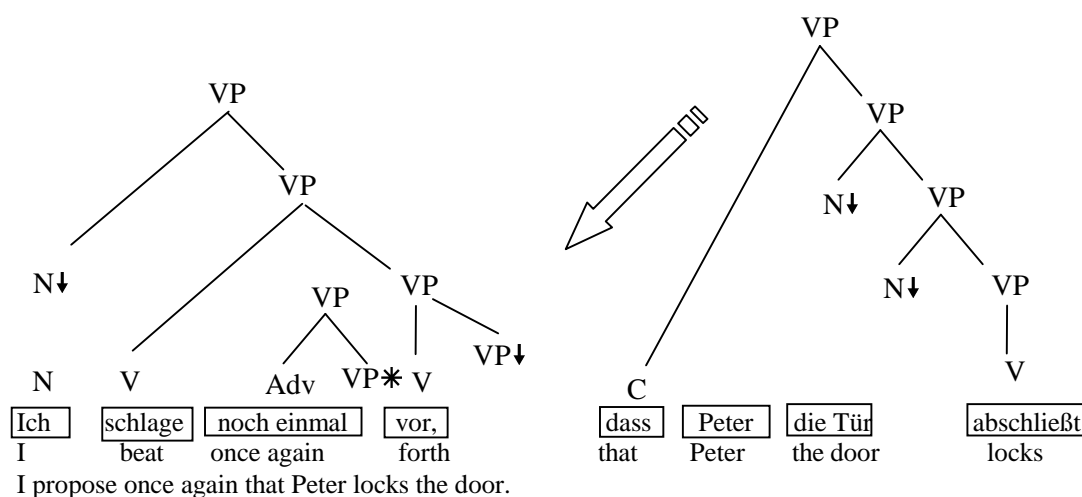 VP
VP
VP
VP
N↓
VP
VP
N↓
N↓
VP
VP
VP↓
N V Adv VP* V C V
Ich schlage noch einmal vor, dass Peter die Tür abschließt
I beat once again forth that Peter the door locks
I propose once again that Peter locks the door.